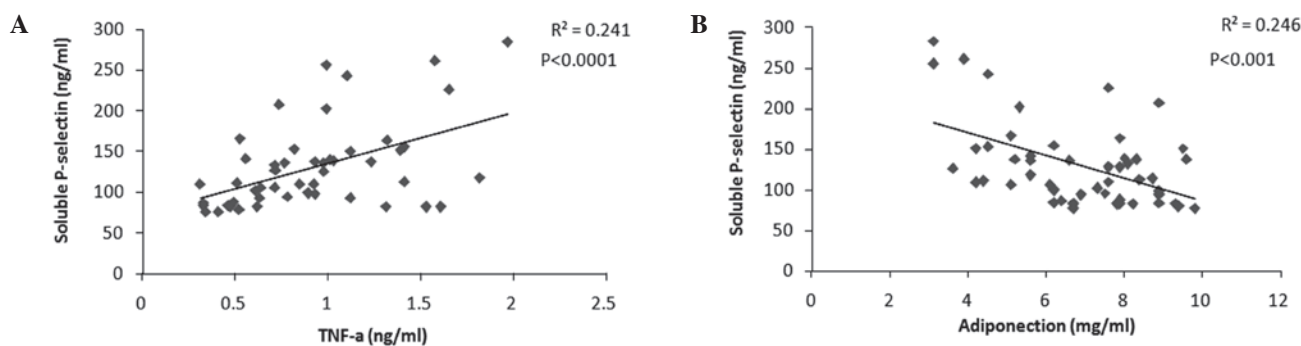 A
R² = 0.241
P<0.0001
Soluble P-selectin (ng/ml)
300
250
200
150
100
50
0
0
0.5
1
1.5
2
2.5
TNF-a (ng/ml)
B
R² = 0.246
P<0.001
Soluble P-selectin (ng/ml)
300
250
200
150
100
50
0
0
2
4
6
8
10
12
Adiponection (mg/ml)